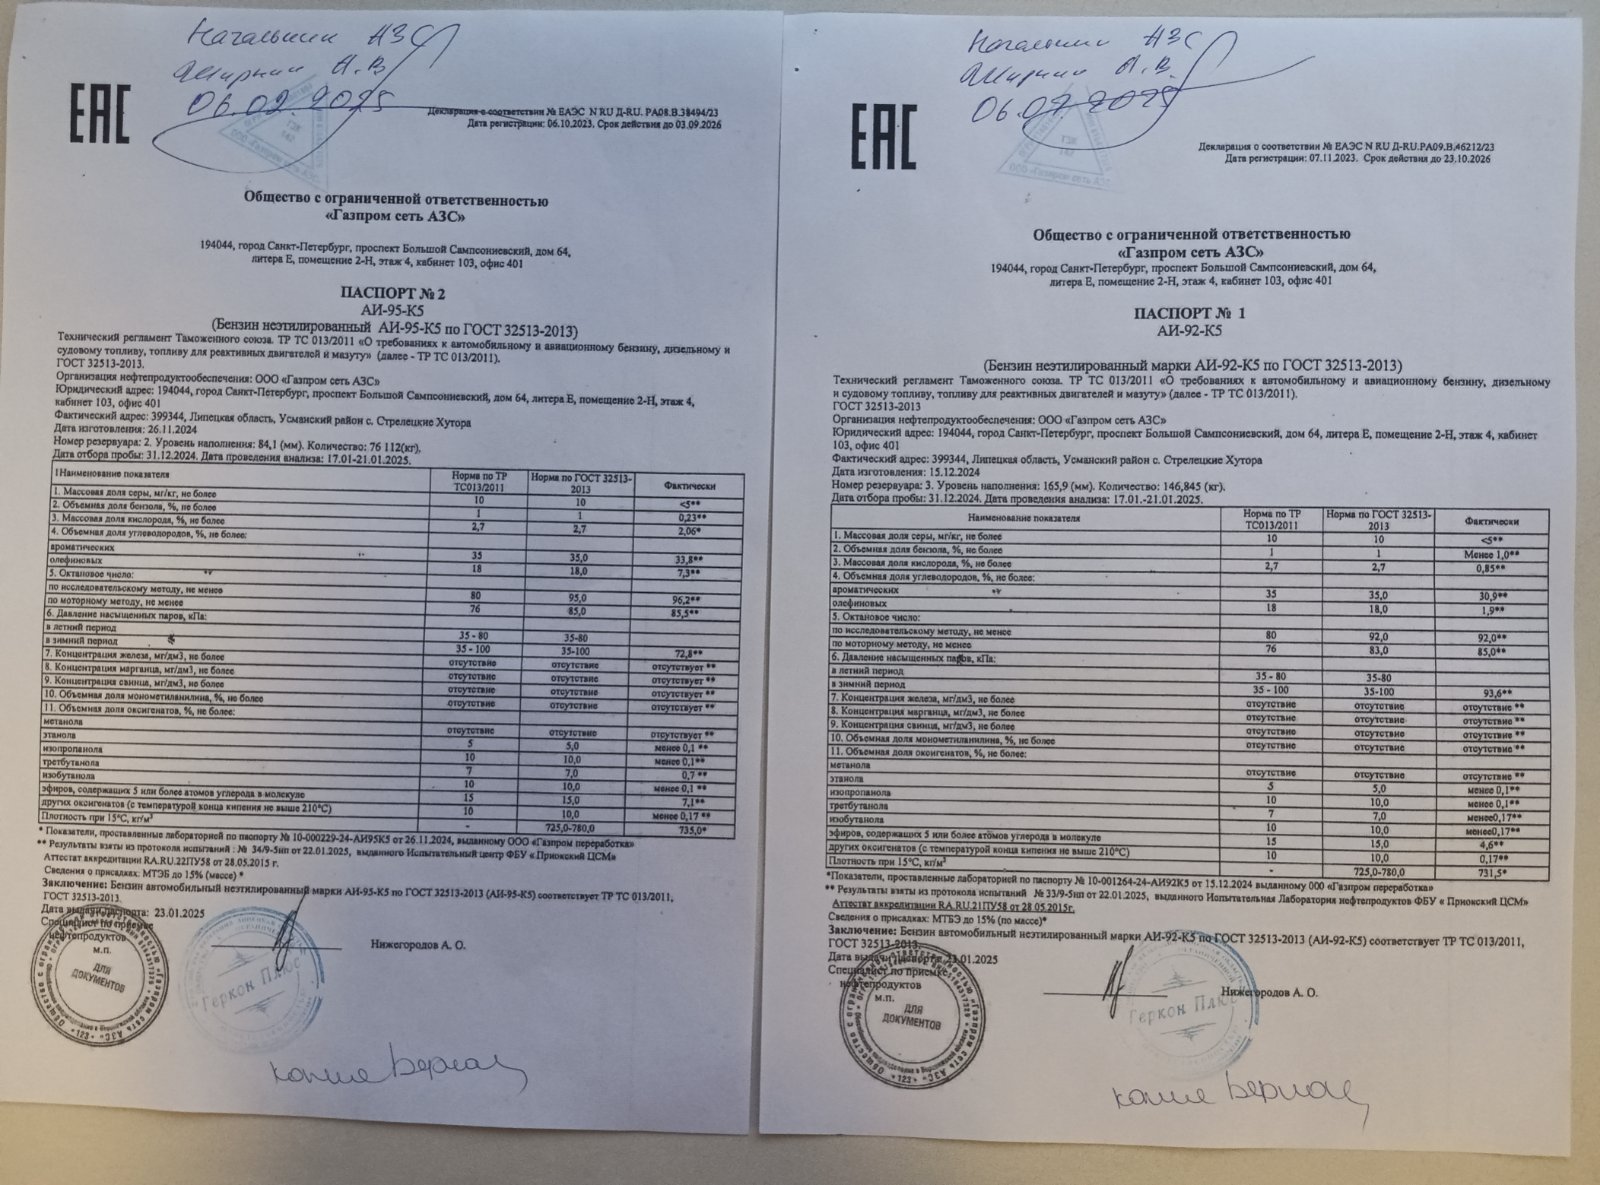 Начальник АЗС
А.В
06.02.2025
ЕАС
Декларация о соответствии № ЕАЭС N RU Д-RU. РА08.В.38494/23
Дата регистрации: 06.10.2023. Срок действия до 03.09.2026
Общество с ограниченной ответственностью
«Газпром сеть АЗС»
194044, город Санкт-Петербург, проспект Большой Сампсониевский, дом 64,
литера Е, помещение 2-Н, этаж 4, кабинет 103, офис 401
ПАСПОРТ № 2
АИ-95-К5
(Бензин неэтилированный АИ-95-К5 по ГОСТ 32513-2013)
Технический регламент Таможенного союза. ТР ТС 013/2011 «О требованиях к автомобильному и авиационному бензину, дизельному и
судовому топливу, топливу для реактивных двигателей и мазуту» (далее - ТР ТС 013/2011).
ГОСТ 32513-2013.
Организация нефтепродуктообеспечения: ООО «Газпром сеть АЗС»
Юридический адрес: 194044, город Санкт-Петербург, проспект Большой Сампсониевский, дом 64, литера Е, помещение 2-Н, этаж 4,
кабинет 103, офис 401
Фактический адрес: 399344, Липецкая область, Усманский район с. Стрелецкие Хутора
Дата изготовления: 26.11.2024
Номер резервуара: 2. Уровень наполнения: 84,1 (мм). Количество: 76 112(кг).
Дата отбора пробы: 31.12.2024. Дата проведения анализа: 17.01-21.01.2025.
Наименование показателя Норма по ТР ТС013/2011 Норма по ГОСТ 32513-2013 Фактически
1. Массовая доля серы, мг/кг, не более 10 10 <5**
2. Объемная доля бензола, %, не более 1 1 0,23**
3. Массовая доля кислорода, %, не более 2,7 2,7 2,06*
4. Объемная доля углеводородов, %, не более:
ароматических 35 35,0 33,8**
олефиновых 18 18,0 7,3**
5. Октановое число:
по исследовательскому методу, не менее 80 95,0 96,2**
по моторному методу, не менее 76 85,0 85,5**
6. Давление насыщенных паров, кПа:
в летний период 35 - 80 35-80
в зимний период 35 - 100 35-100 72,8**
7. Концентрация железа, мг/дм3, не более отсутствие отсутствие отсутствует **
8. Концентрация марганца, мг/дм3, не более отсутствие отсутствие отсутствует **
9. Концентрация свинца, мг/дм3, не более отсутствие отсутствие отсутствует **
10. Объемная доля монометиланилина, %, не более отсутствие отсутствие отсутствует **
11. Объемная доля оксигенатов, %, не более:
метанола отсутствие отсутствие отсутствует **
этанола 5 5,0 менее 0,1 **
изопропанола 10 10,0 менее 0,1**
третбутанола 7 7,0 0,7 **
изобутанола 10 10,0 менее 0,1 **
эфиров, содержащих 5 или более атомов углерода в молекуле 15 15,0 7,1**
других оксигенатов (с температурой конца кипения не выше 210°С) 10 10,0 менее 0,17 **
Плотность при 15°С, кг/м³ - 725,0-780,0 735,0*
* Показатели, проставленные лабораторией по паспорту № 10-000229-24-АИ95К5 от 26.11.2024, выданному ООО «Газпром переработка»
** Результаты взяты из протокола испытаний : № 34/9-5нп от 22.01.2025, выданного Испытательный центр ФБУ « Приокский ЦСМ»
Аттестат аккредитации RA.RU.22ПУ58 от 28.05.2015 г.
Сведения о присадках: МТБЭ до 15% (массе) *
Заключение: Бензин автомобильный неэтилированный марки АИ-95-К5 по ГОСТ 32513-2013 (АИ-95-К5) соответствует ТР ТС 013/2011,
ГОСТ 32513-2013.
Дата выдачи паспорта: 23.01.2025
Специалист по приемке
нефтепродуктов
м.п.
Нижегородов А. О.
ДЛЯ
ДОКУМЕНТОВ
Геркон Плюс
копия верна
Начальник АЗС
А.В.
06.02.2025
ЕАС
Декларация о соответствии № ЕАЭС N RU Д-RU.РА09.В.46212/23
Дата регистрации: 07.11.2023. Срок действия до 23.10.2026
Общество с ограниченной ответственностью
«Газпром сеть АЗС»
194044, город Санкт-Петербург, проспект Большой Сампсониевский, дом 64,
литера Е, помещение 2-Н, этаж 4, кабинет 103, офис 401
ПАСПОРТ № 1
АИ-92-К5
(Бензин неэтилированный марки АИ-92-К5 по ГОСТ 32513-2013)
Технический регламент Таможенного союза. ТР ТС 013/2011 «О требованиях к автомобильному и авиационному бензину, дизельному
и судовому топливу, топливу для реактивных двигателей и мазуту» (далее - ТР ТС 013/2011).
ГОСТ 32513-2013
Организация нефтепродуктообеспечения: ООО «Газпром сеть АЗС»
Юридический адрес: 194044, город Санкт-Петербург, проспект Большой Сампсониевский, дом 64, литера Е, помещение 2-Н, этаж 4, кабинет
103, офис 401
Фактический адрес: 399344, Липецкая область, Усманский район с. Стрелецкие Хутора
Дата изготовления: 15.12.2024
Номер резервуара: 3. Уровень наполнения: 165,9 (мм). Количество: 146,845 (кг).
Дата отбора пробы: 31.12.2024. Дата проведения анализа: 17.01.-21.01.2025.
Наименование показателя Норма по ТР ТС013/2011 Норма по ГОСТ 32513-2013 Фактически
1. Массовая доля серы, мг/кг, не более 10 10 <5**
2. Объемная доля бензола, %, не более 1 1 Менее 1,0**
3. Массовая доля кислорода, %, не более 2,7 2,7 0,85**
4. Объемная доля углеводородов, %, не более:
ароматических 35 35,0 30,9**
олефиновых 18 18,0 1,9**
5. Октановое число:
по исследовательскому методу, не менее 80 92,0 92,0**
по моторному методу, не менее 76 83,0 85,0**
6. Давление насыщенных паров, кПа:
в летний период 35 - 80 35-80
в зимний период 35 - 100 35-100 93,6**
7. Концентрация железа, мг/дм3, не более отсутствие отсутствие отсутствие **
8. Концентрация марганца, мг/дм3, не более отсутствие отсутствие отсутствие **
9. Концентрация свинца, мг/дм3, не более отсутствие отсутствие отсутствие **
10. Объемная доля монометиланилина, %, не более отсутствие отсутствие отсутствие **
11. Объемная доля оксигенатов, %, не более:
метанола отсутствие отсутствие отсутствие **
этанола 5 5,0 менее 0,1**
изопропанола 10 10,0 менее 0,1**
третбутанола 7 7,0 менее0,17**
изобутанола 10 10,0 менее0,17**
эфиров, содержащих 5 или более атомов углерода в молекуле 15 15,0 4,6**
других оксигенатов (с температурой конца кипения не выше 210°С) 10 10,0 0,17**
Плотность при 15°С, кг/м³ - 725,0-780,0 731,5*
*Показатели, проставленные лабораторией по паспорту № 10-001264-24-АИ92К5 от 15.12.2024 выданному ООО «Газпром переработка»
** Результаты взяты из протокола испытаний № 33/9-5нп от 22.01.2025, выданного Испытательная Лаборатория нефтепродуктов ФБУ « Приокский ЦСМ»
Аттестат аккредитации RA.RU.21ПУ58 от 28.05.2015г.
Сведения о присадках: МТБЭ до 15% (по массе)*
Заключение: Бензин автомобильный неэтилированный марки АИ-92-К5 по ГОСТ 32513-2013 (АИ-92-К5) соответствует ТР ТС 013/2011,
ГОСТ 32513-2013.
Дата выдачи паспорта: 23.01.2025
Специалист по приемке
нефтепродуктов
м.п.
Нижегородов А. О.
ДЛЯ
ДОКУМЕНТОВ
Геркон Плюс
копия верна